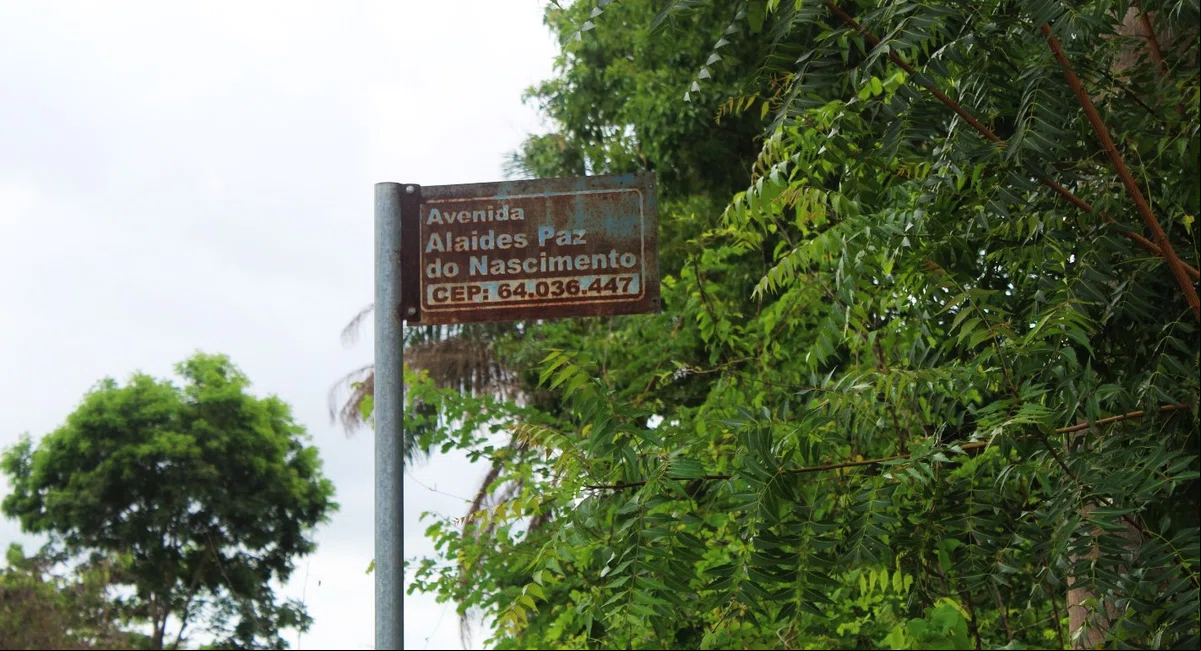 Avenida
Alaides Paz
do Nascimento
CEP: 64.036.447